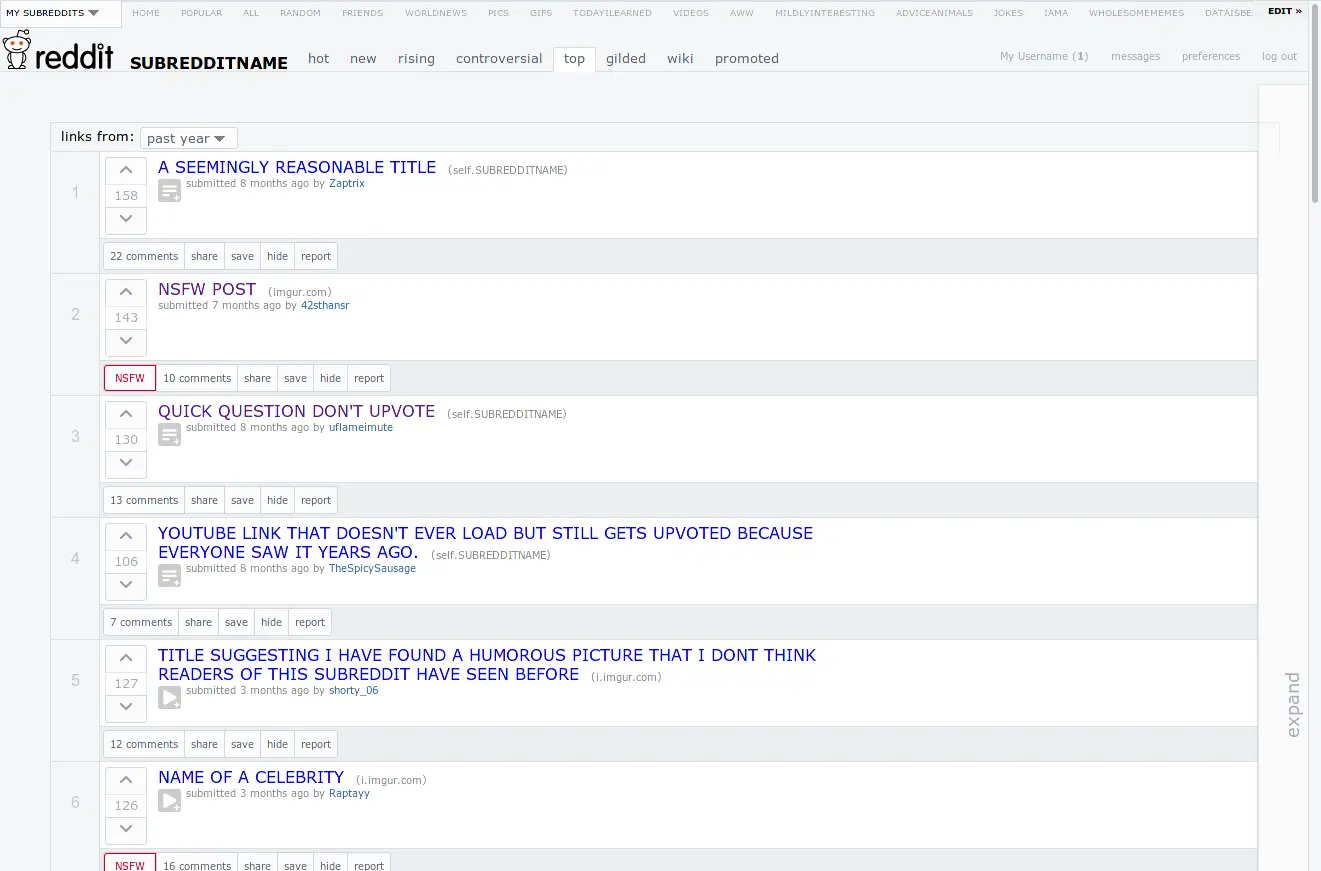 MY SUBREDDITS HOME POPULAR ALL RANDOM FRIENDS WORLDNEWS PICS GIFS TODAYILEARNED VIDEOS AWW MILDLYINTERESTING ADVICEANIMALS JOKES IAMA WHOLESOMEMEMES DATAISBE EDIT »
reddit SUBREDDITNAME hot new rising controversial top gilded wiki promoted My Username (1) messages preferences log out
links from: past year
A SEEMINGLY REASONABLE TITLE (self.SUBREDDITNAME)
submitted 8 months ago by Zaptrix
1
158
22 comments share save hide report
NSFW POST (imgur.com)
submitted 7 months ago by 42sthansr
2
143
NSFW 10 comments share save hide report
QUICK QUESTION DON'T UPVOTE (self.SUBREDDITNAME)
submitted 8 months ago by uflameimute
3
130
13 comments share save hide report
YOUTUBE LINK THAT DOESN'T EVER LOAD BUT STILL GETS UPVOTED BECAUSE
EVERYONE SAW IT YEARS AGO. (self.SUBREDDITNAME)
4
106
submitted 8 months ago by TheSpicySausage
7 comments share save hide report
TITLE SUGGESTING I HAVE FOUND A HUMOROUS PICTURE THAT I DONT THINK
READERS OF THIS SUBREDDIT HAVE SEEN BEFORE (i.imgur.com)
5
127
submitted 3 months ago by shorty_06
12 comments share save hide report
expand
NAME OF A CELEBRITY (i.imgur.com)
submitted 3 months ago by Raptayy
6
126
NSFW 16 comments share save hide report